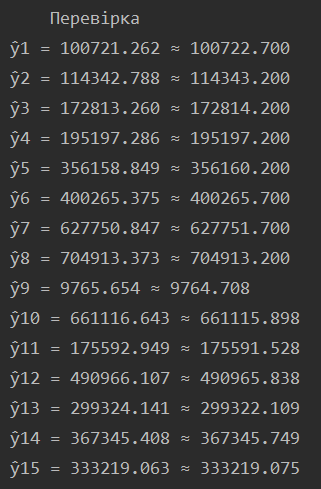 Перевірка
ŷ1 = 100721.262 ≈ 100722.700
ŷ2 = 114342.788 ≈ 114343.200
ŷ3 = 172813.260 ≈ 172814.200
ŷ4 = 195197.286 ≈ 195197.200
ŷ5 = 356158.849 ≈ 356160.200
ŷ6 = 400265.375 ≈ 400265.700
ŷ7 = 627750.847 ≈ 627751.700
ŷ8 = 704913.373 ≈ 704913.200
ŷ9 = 9765.654 ≈ 9764.708
ŷ10 = 661116.643 ≈ 661115.898
ŷ11 = 175592.949 ≈ 175591.528
ŷ12 = 490966.107 ≈ 490965.838
ŷ13 = 299324.141 ≈ 299322.109
ŷ14 = 367345.408 ≈ 367345.749
ŷ15 = 333219.063 ≈ 333219.075